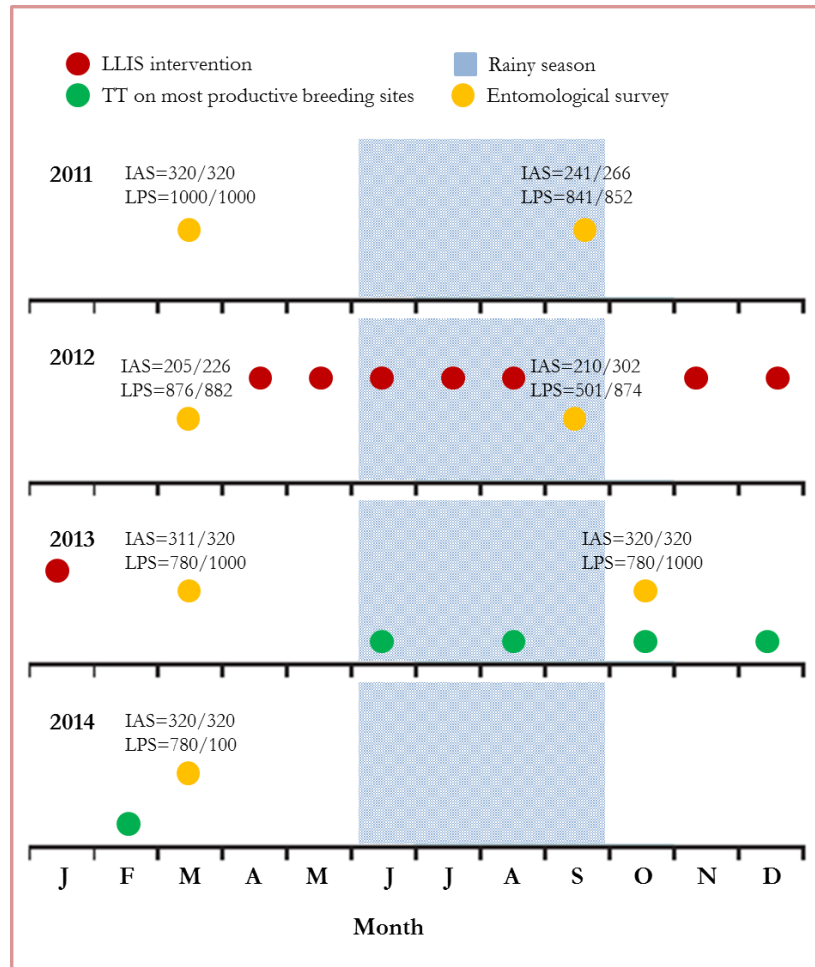 LLIS intervention
Rainy season
TT on most productive breeding sites
Entomological survey
2011
IAS=320/320
LPS=1000/1000
IAS=241/266
LPS=841/852
2012
IAS=205/226
LPS=876/882
IAS=210/302
LPS=501/874
2013
IAS=311/320
LPS=780/1000
IAS=320/320
LPS=780/1000
2014
IAS=320/320
LPS=780/100
J F M A M J J A S O N D
Month